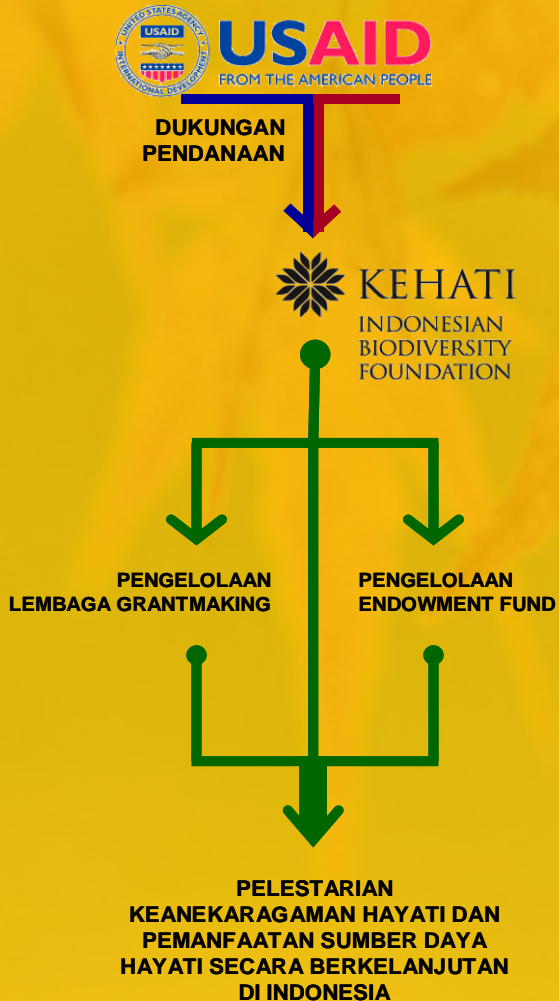 UNITED STATES AGENCY
USAID
INTERNATIONAL DEVELOPMENT
USAID
FROM THE AMERICAN PEOPLE
DUKUNGAN
PENDANAAN
KEHATI
INDONESIAN
BIODIVERSITY
FOUNDATION
PENGELOLAAN
LEMBAGA GRANTMAKING
PENGELOLAAN
ENDOWMENT FUND
PELESTARIAN
KEANEKARAGAMAN HAYATI DAN
PEMANFAATAN SUMBER DAYA
HAYATI SECARA BERKELANJUTAN
DI INDONESIA